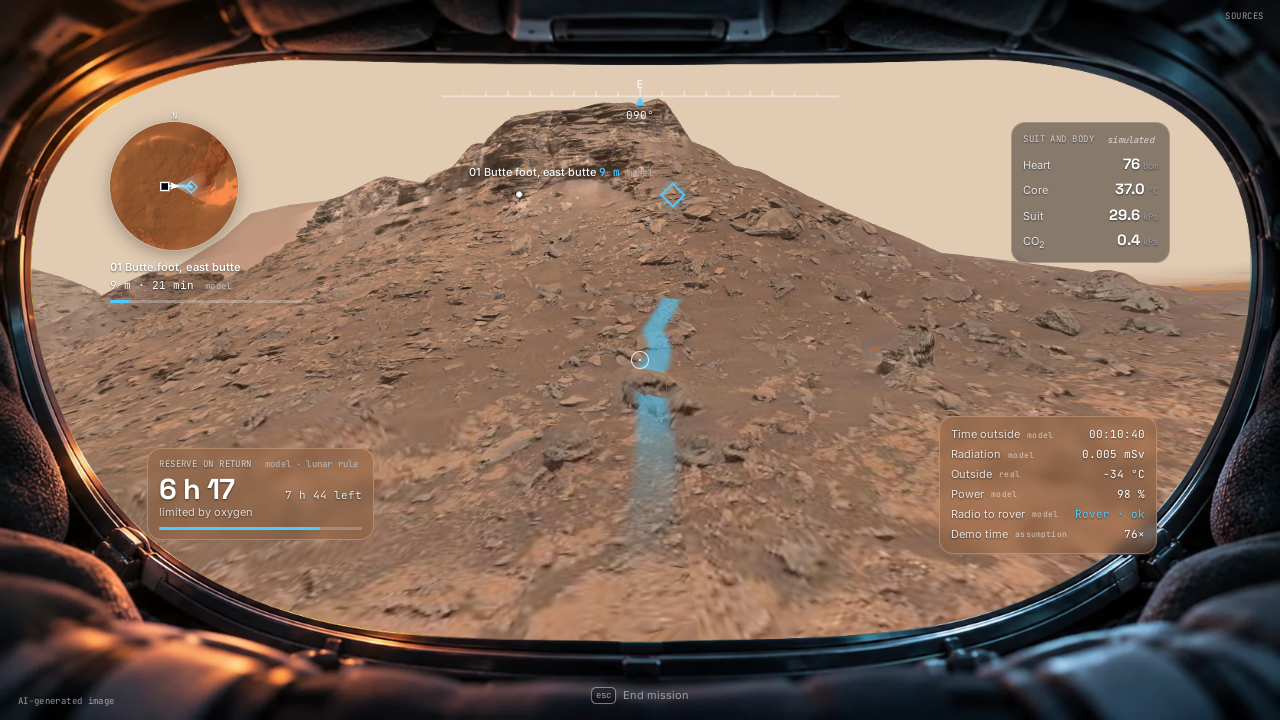 SOURCES
E
090°
N
01 Butte foot, east butte 9 m model
01 Butte foot, east butte
9 m · 21 min model
SUIT AND BODY simulated
Heart 76 bpm
Core 37.0 °C
Suit 29.6 kPa
CO2 0.4 kPa
RESERVE ON RETURN model · lunar rule
6 h 17 7 h 44 left
limited by oxygen
Time outside model 00:10:40
Radiation model 0.005 mSv
Outside real -34 °C
Power model 98 %
Radio to rover model Rover · ok
Demo time assumption 76×
esc End mission
AI-generated image